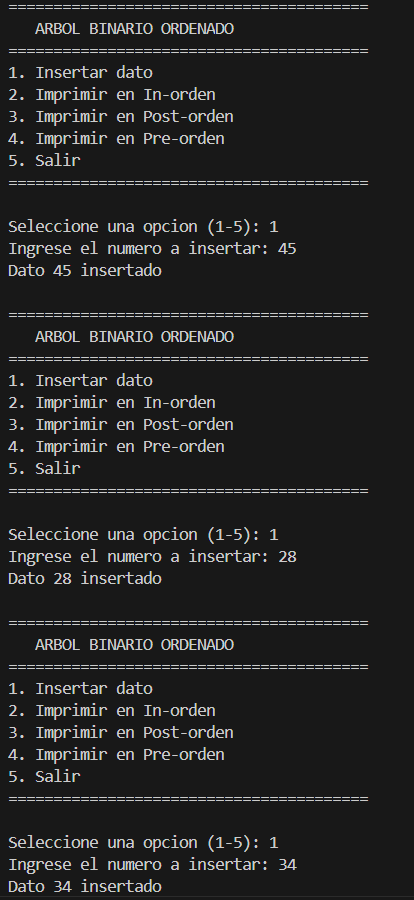 ========================================
   ARBOL BINARIO ORDENADO
========================================
1. Insertar dato
2. Imprimir en In-orden
3. Imprimir en Post-orden
4. Imprimir en Pre-orden
5. Salir
========================================

Seleccione una opcion (1-5): 1
Ingrese el numero a insertar: 45
Dato 45 insertado

========================================
   ARBOL BINARIO ORDENADO
========================================
1. Insertar dato
2. Imprimir en In-orden
3. Imprimir en Post-orden
4. Imprimir en Pre-orden
5. Salir
========================================

Seleccione una opcion (1-5): 1
Ingrese el numero a insertar: 28
Dato 28 insertado

========================================
   ARBOL BINARIO ORDENADO
========================================
1. Insertar dato
2. Imprimir en In-orden
3. Imprimir en Post-orden
4. Imprimir en Pre-orden
5. Salir
========================================

Seleccione una opcion (1-5): 1
Ingrese el numero a insertar: 34
Dato 34 insertado